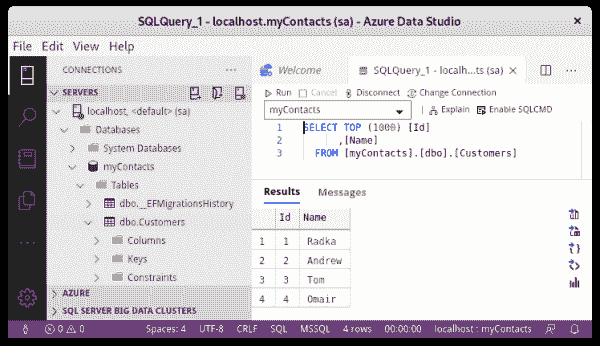 SQLQuery_1 - localhost.myContacts (sa) - Azure Data Studio
File Edit View Help
CONNECTIONS
SERVERS
localhost, <default> (sa)
Databases
System Databases
myContacts
Tables
dbo.__EFMigrationsHistory
dbo.Customers
Columns
Keys
Constraints
AZURE
SQL SERVER BIG DATA CLUSTERS
Welcome SQLQuery_1 - localh...ts (sa)
Run Cancel Disconnect Change Connection
myContacts Explain Enable SQLCMD
1 SELECT TOP (1000) [Id]
2 ,[Name]
3 FROM [myContacts].[dbo].[Customers]
Results Messages
Id Name
1 1 Radka
2 2 Andrew
3 3 Tom
4 4 Omair
0 0 Spaces: 4 UTF-8 CRLF SQL MSSQL 4 rows 00:00:00 localhost : myContacts